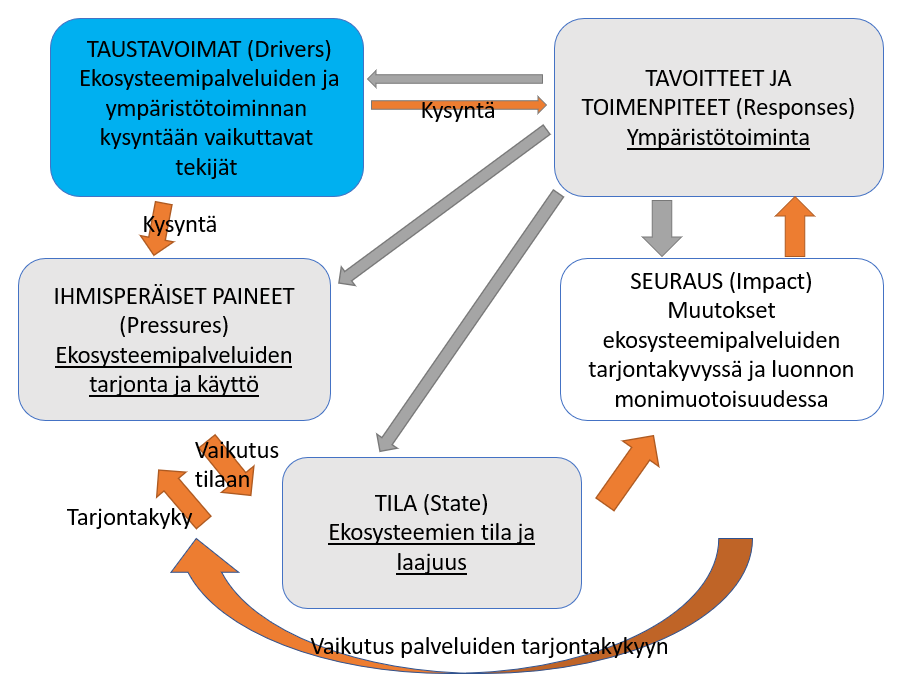 TAUSTAVOIMAT (Drivers)
Ekosysteemipalveluiden ja
ympäristötoiminnan
kysyntään vaikuttavat
tekijät
TAVOITTEET JA
TOIMENPITEET (Responses)
Ympäristötoiminta
Kysyntä
Kysyntä
IHMISPERÄISET PAINEET
(Pressures)
Ekosysteemipalveluiden
tarjonta ja käyttö
SEURAUS (Impact)
Muutokset
ekosysteemipalveluiden
tarjontakyvyssä ja luonnon
monimuotoisuudessa
Vaikutus
tilaan
Tarjontakyky
TILA (State)
Ekosysteemien tila ja
laajuus
Vaikutus palveluiden tarjontakykyyn